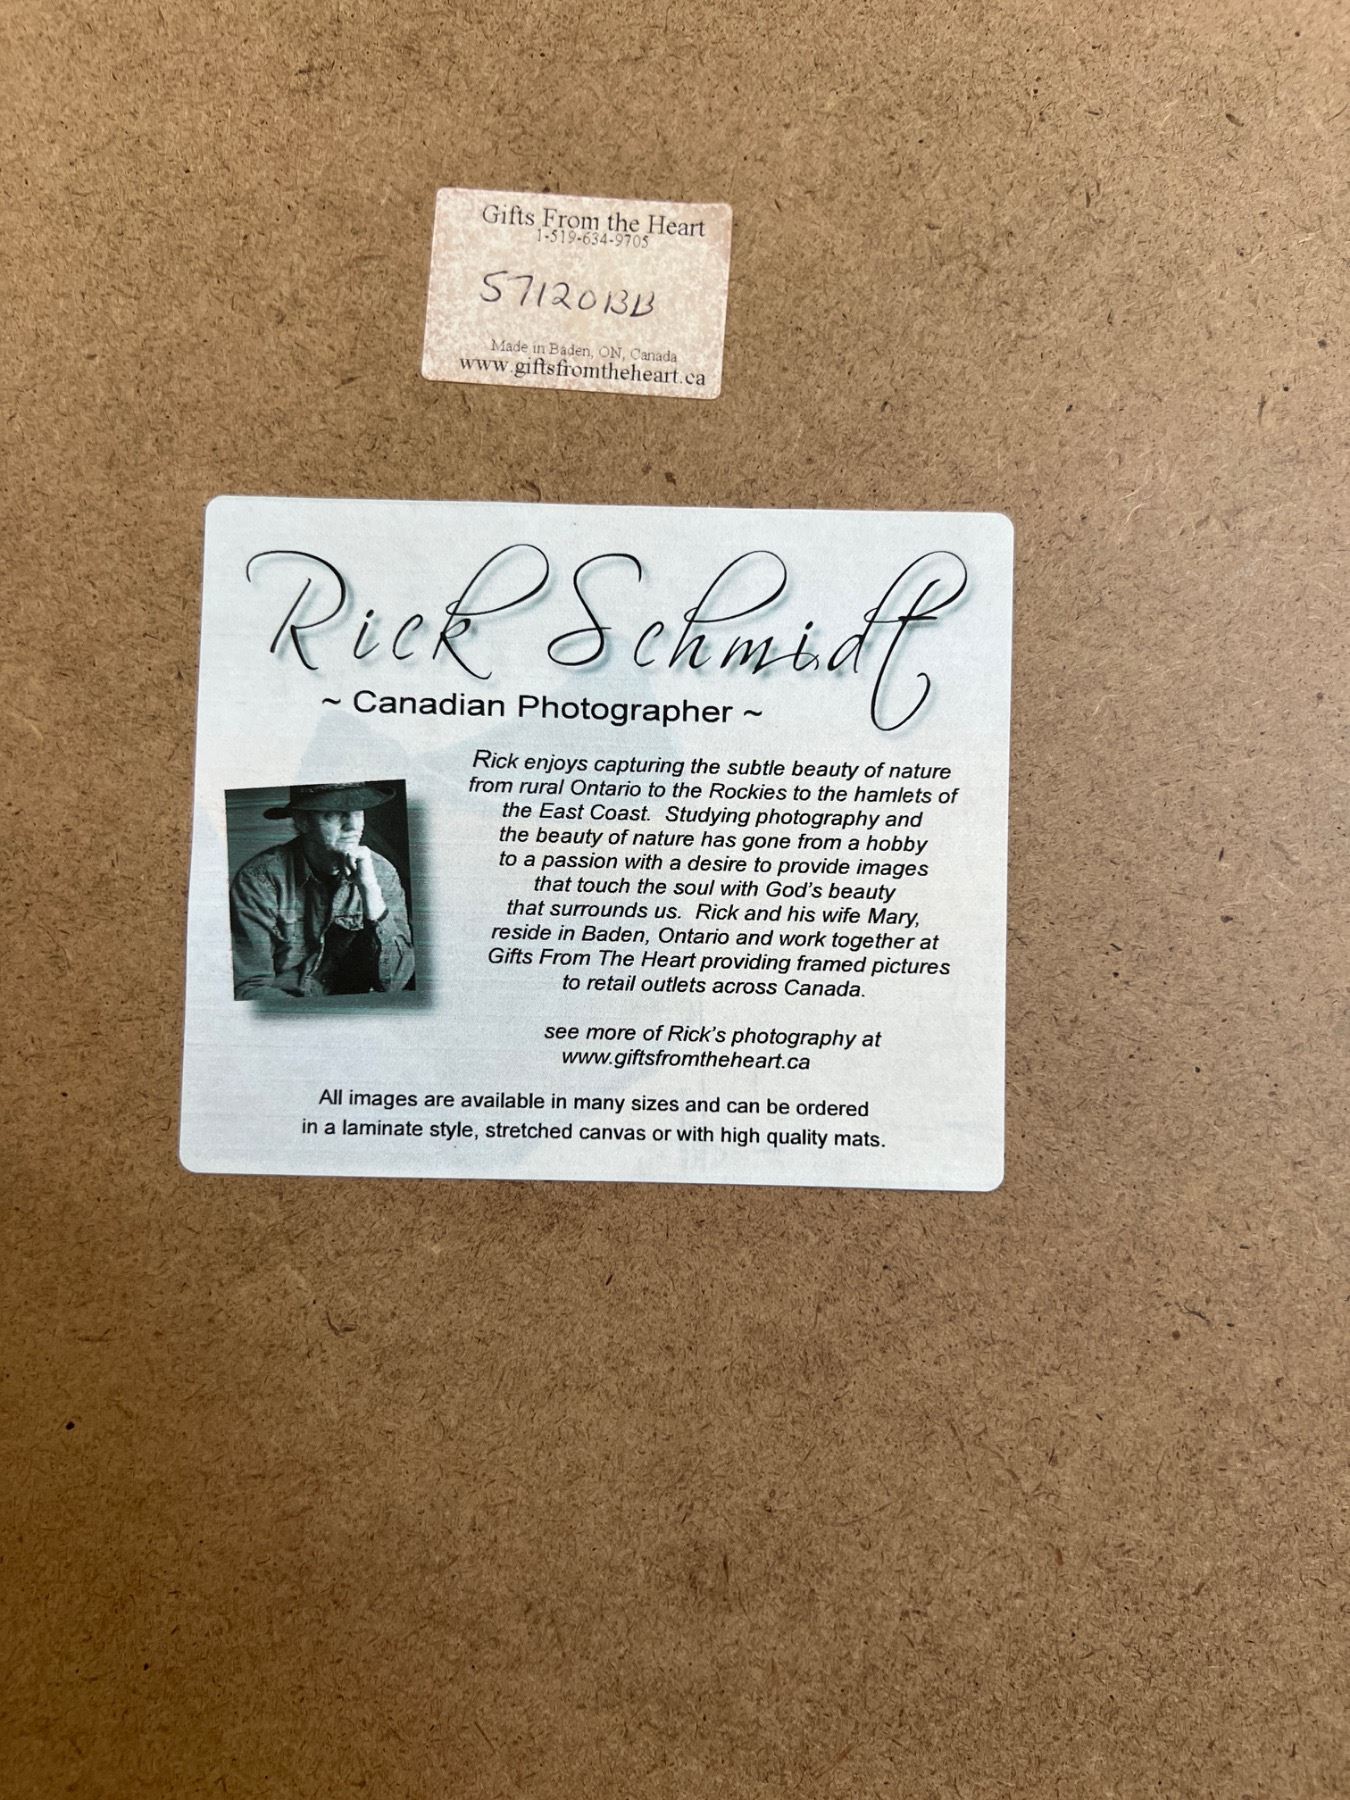 Gifts From the Heart
1-519-634-9705
57120BB
Made in Baden, ON, Canada
www.giftsfromtheheart.ca
Rick Schmidt
~ Canadian Photographer ~
Rick enjoys capturing the subtle beauty of nature
from rural Ontario to the Rockies to the hamlets of
the East Coast. Studying photography and
the beauty of nature has gone from a hobby
to a passion with a desire to provide images
that touch the soul with God's beauty
that surrounds us. Rick and his wife Mary,
reside in Baden, Ontario and work together at
Gifts From The Heart providing framed pictures
to retail outlets across Canada.
see more of Rick's photography at
www.giftsfromtheheart.ca
All images are available in many sizes and can be ordered
in a laminate style, stretched canvas or with high quality mats.